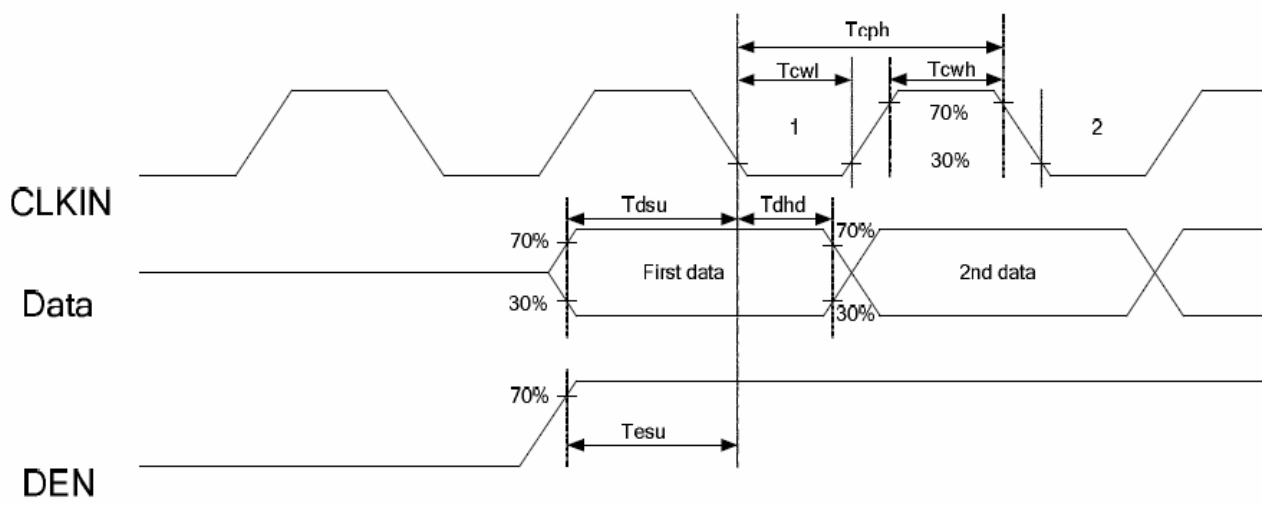 Tcph
Tcwl
Tcwh
1
70%
2
30%
CLKIN
Tdsu
Tdhd
70%
70%
First data
2nd data
Data
30%
30%
70%
Tesu
DEN